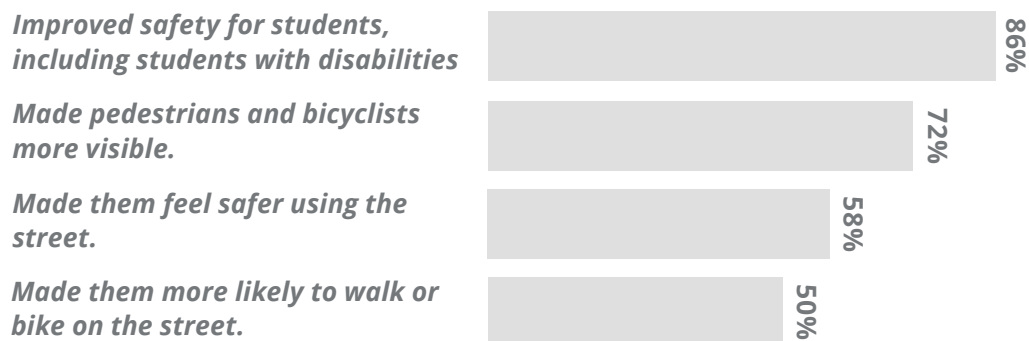 Improved safety for students,
including students with disabilities
86%
Made pedestrians and bicyclists
more visible.
72%
Made them feel safer using the
street.
58%
Made them more likely to walk or
bike on the street.
50%